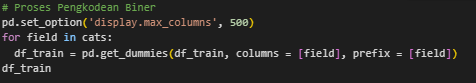 # Proses Pengkodean Biner
pd.set_option('display.max_columns', 500)
for field in cats:
  df_train = pd.get_dummies(df_train, columns = [field], prefix = [field])
df_train